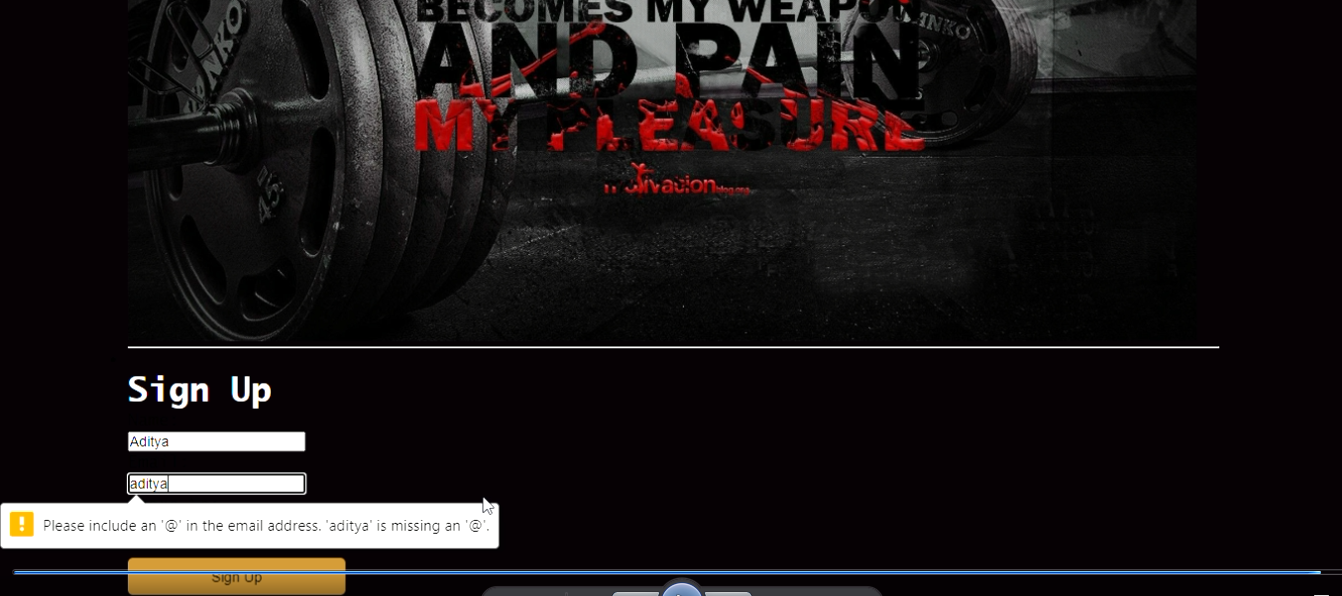 BECOMES MY WEAPON
AND PAIN
MY PLEASURE
45
Sign Up
Aditya
aditya
Please include an '@' in the email address. 'aditya' is missing an '@'.
Sign Up